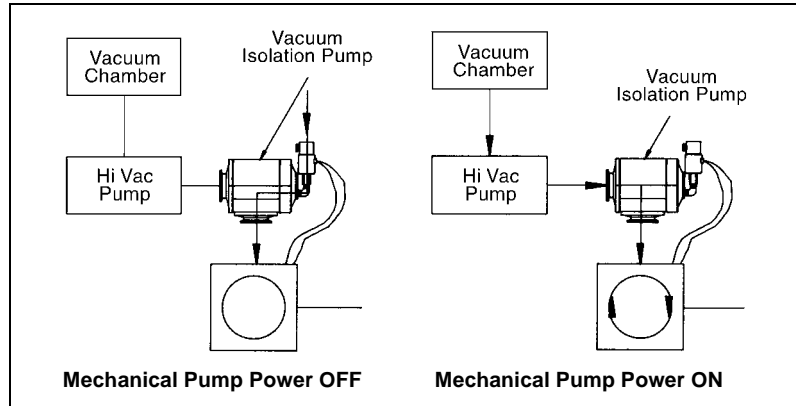 Vacuum
Chamber
Vacuum
Isolation Pump
Hi Vac
Pump
Mechanical Pump Power OFF
Vacuum
Chamber
Vacuum
Isolation Pump
Hi Vac
Pump
Mechanical Pump Power ON